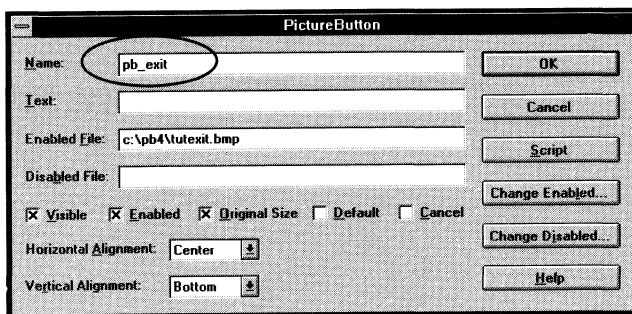 PictureButton
Name: pb_exit
OK
Text:
Cancel
Enabled File: c:\pb4\tutexit.bmp
Script
Disabled File:
Change Enabled...
Visible Enabled Original Size Default Cancel
Change Disabled...
Horizontal Alignment: Center
Vertical Alignment: Bottom
Help